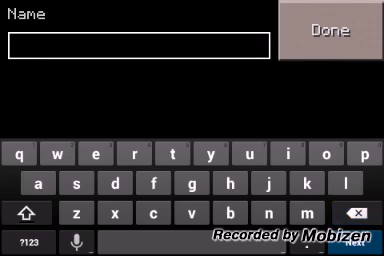 Name
Done
q w e r t y u i o p
a s d f g h j k l
z x c v b n m
?123
Recorded by Mobizen
Next